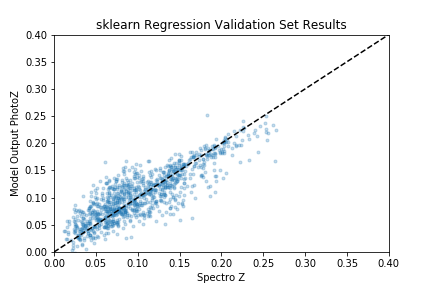 sklearn Regression Validation Set Results
0.40
0.35
0.30
0.25
0.20
0.15
0.10
0.05
0.00
Model Output PhotoZ
0.00 0.05 0.10 0.15 0.20 0.25 0.30 0.35 0.40
Spectro Z